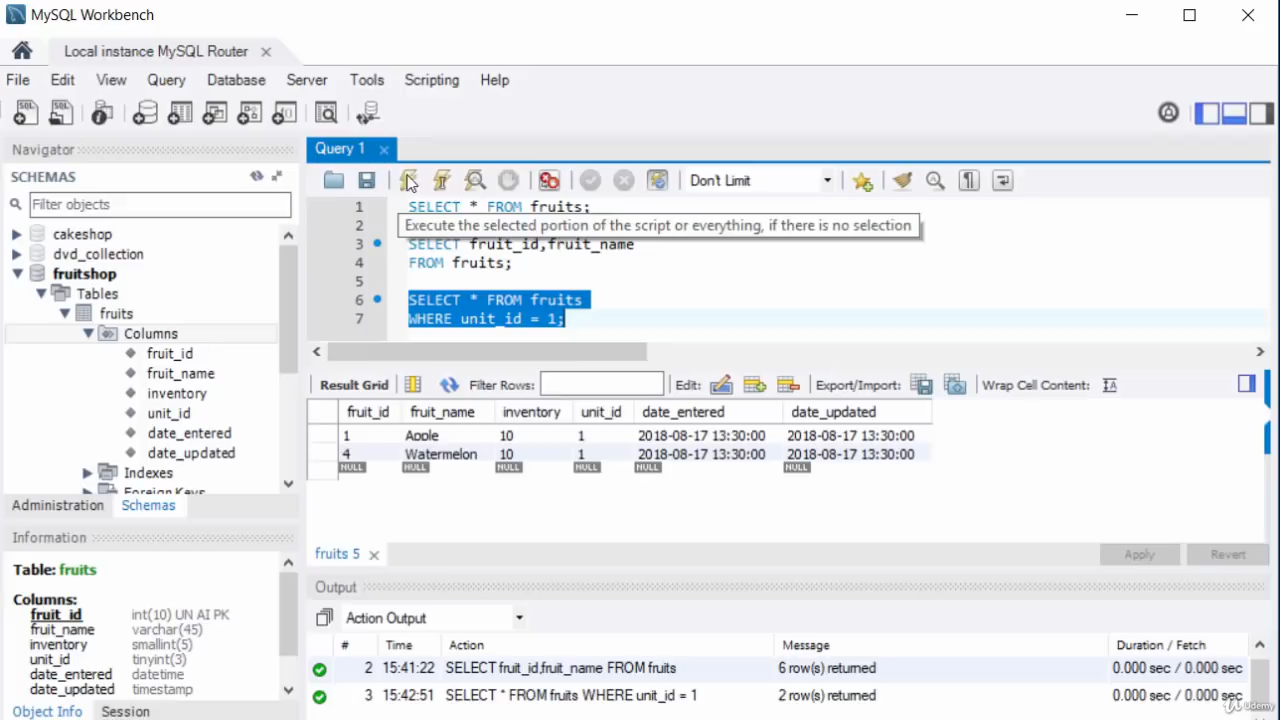 MySQL Workbench
Local instance MySQL Router
File Edit View Query Database Server Tools Scripting Help
Navigator
SCHEMAS
Filter objects
cakeshop
dvd_collection
fruitshop
Tables
fruits
Columns
fruit_id
fruit_name
inventory
unit_id
date_entered
date_updated
Indexes
Foreign Keys
Administration Schemas
Information
Table: fruits
Columns:
fruit_id int(10) UN AI PK
fruit_name varchar(45)
inventory smallint(5)
unit_id tinyint(3)
date_entered datetime
date_updated timestamp
Object Info Session
Query 1
Don't Limit
1 SELECT * FROM fruits;
2
Execute the selected portion of the script or everything, if there is no selection
3 SELECT fruit_id,fruit_name
4 FROM fruits;
5
6 SELECT * FROM fruits
7 WHERE unit_id = 1;
Result Grid Filter Rows: Edit: Export/Import: Wrap Cell Content:
fruit_id fruit_name inventory unit_id date_entered date_updated
1 Apple 10 1 2018-08-17 13:30:00 2018-08-17 13:30:00
4 Watermelon 10 1 2018-08-17 13:30:00 2018-08-17 13:30:00
NULL NULL NULL NULL NULL NULL
fruits 5
Apply Revert
Output
Action Output
# Time Action Message Duration / Fetch
2 15:41:22 SELECT fruit_id,fruit_name FROM fruits 6 row(s) returned 0.000 sec / 0.000 sec
3 15:42:51 SELECT * FROM fruits WHERE unit_id = 1 2 row(s) returned 0.000 sec / 0.000 sec
Udemy